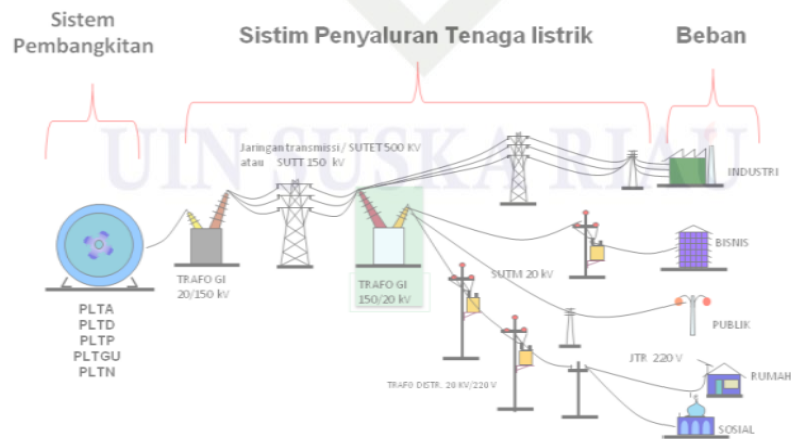 Sistem
Pembangkitan
Sistim Penyaluran Tenaga listrik
Beban
UIN SUSKA RIAU
Jaringan transmisi / SUTET 500 KV
atau SUTT 150 kV
INDUSTRI
TRAFO GI
20/150 kV
TRAFO GI
150/20 kV
SUTM 20 kV
BISNIS
PLTA
PLTD
PLTP
PLTGU
PLTN
PUBLIK
TRAFO DISTR. 20 KV/220 V
JTR 220 V
RUMAH
SOSIAL